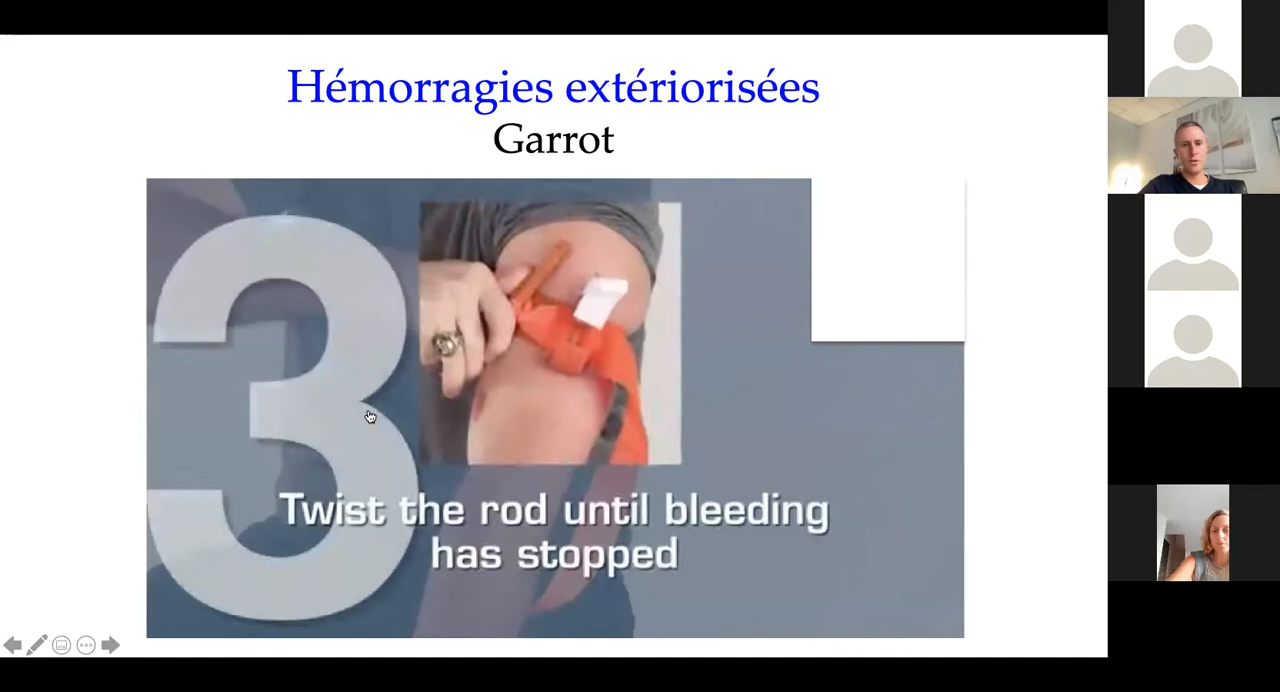 Hémorragies extériorisées
Garrot
3
Twist the rod until bleeding
has stopped